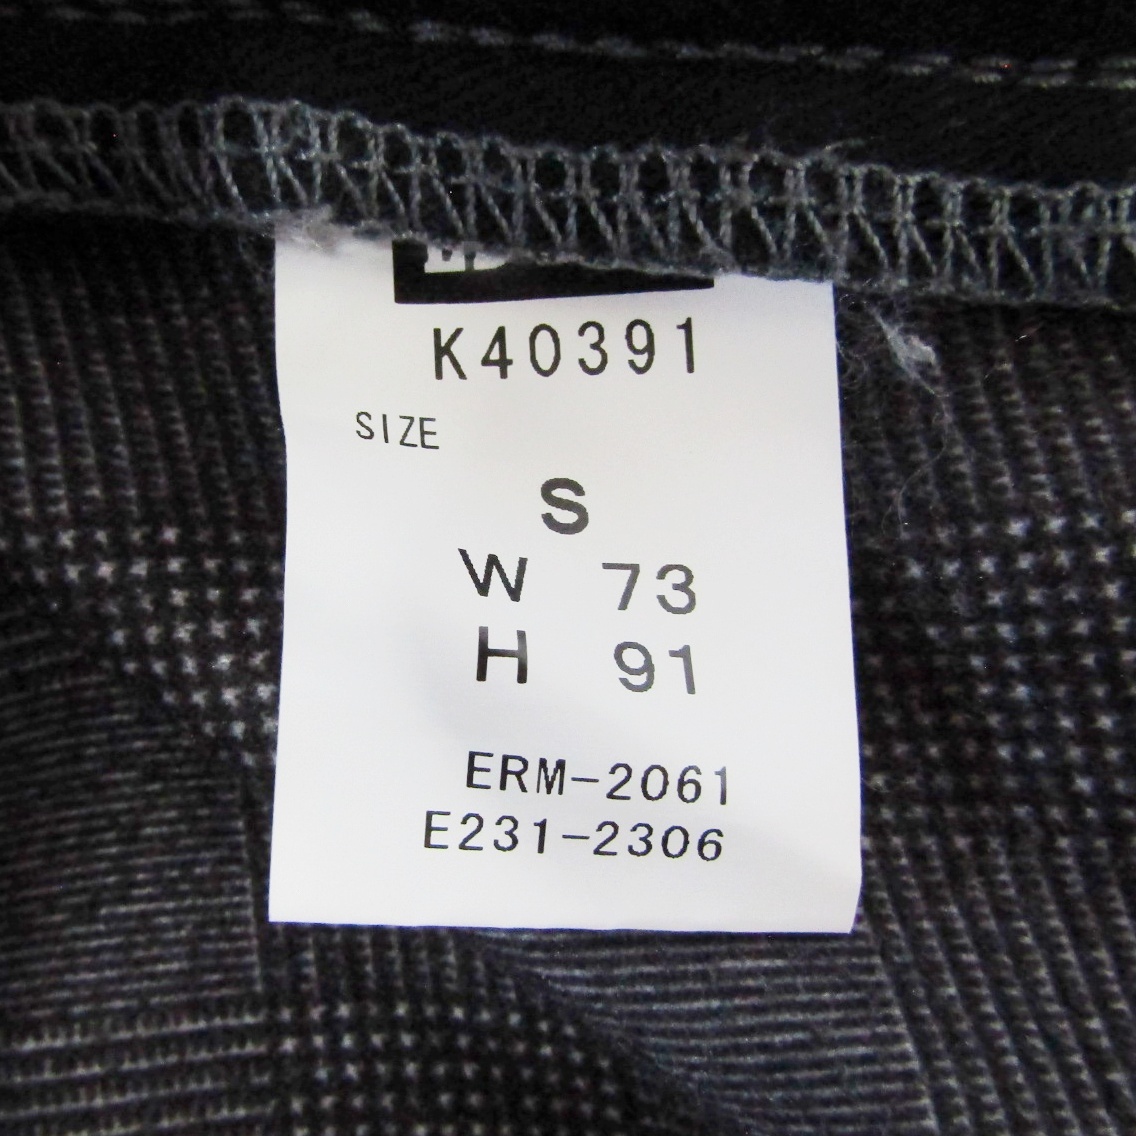 K40391
SIZE
S
W 73
H 91
ERM-2061
E231-2306